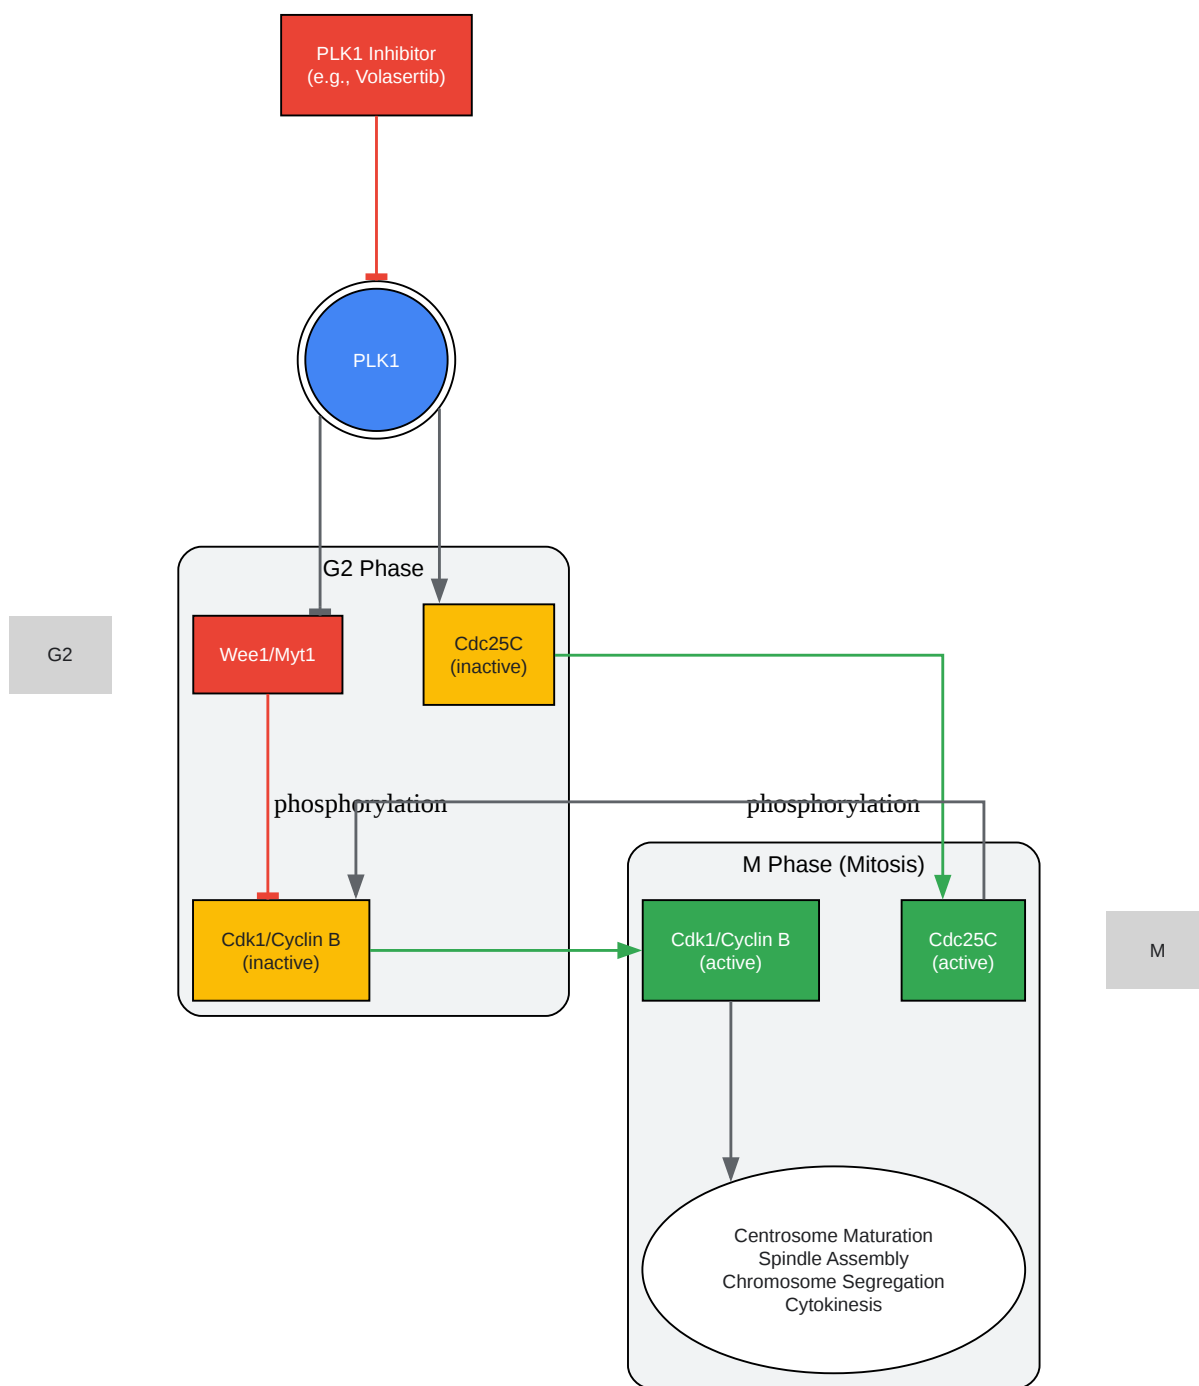 PLK1 Inhibitor
(e.g., Volasertib)
PLK1
G2 Phase
Wee1/Myt1
Cdc25C
(inactive)
G2
phosphorylation
phosphorylation
M Phase (Mitosis)
Cdk1/Cyclin B
(inactive)
Cdk1/Cyclin B
(active)
Cdc25C
(active)
M
Centrosome Maturation
Spindle Assembly
Chromosome Segregation
Cytokinesis